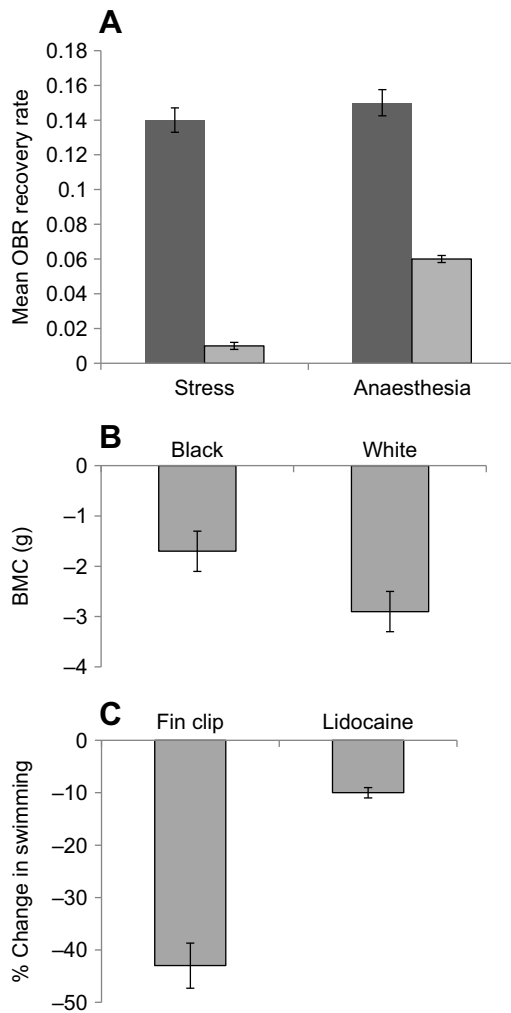 A
Mean OBR recovery rate
0.18
0.16
0.14
0.12
0.1
0.08
0.06
0.04
0.02
0
Stress Anaesthesia
B
Black White
BMC (g)
0
–1
–2
–3
–4
C
Fin clip Lidocaine
% Change in swimming
0
–10
–20
–30
–40
–50